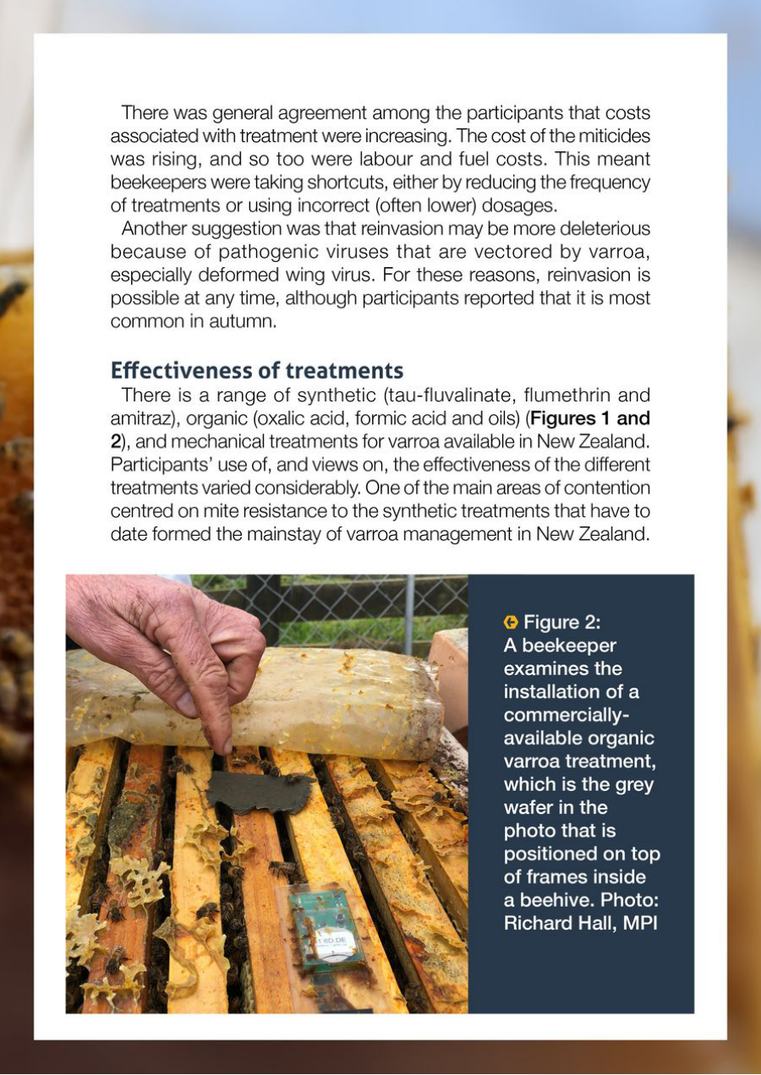 There was general agreement among the participants that costs
associated with treatment were increasing. The cost of the miticides
was rising, and so too were labour and fuel costs. This meant
beekeepers were taking shortcuts, either by reducing the frequency
of treatments or using incorrect (often lower) dosages.
Another suggestion was that reinvasion may be more deleterious
because of pathogenic viruses that are vectored by varroa,
especially deformed wing virus. For these reasons, reinvasion is
possible at any time, although participants reported that it is most
common in autumn.
Effectiveness of treatments
There is a range of synthetic (tau-fluvalinate, flumethrin and
amitraz), organic (oxalic acid, formic acid and oils) (Figures 1 and
2), and mechanical treatments for varroa available in New Zealand.
Participants’ use of, and views on, the effectiveness of the different
treatments varied considerably. One of the main areas of contention
centred on mite resistance to the synthetic treatments that have to
date formed the mainstay of varroa management in New Zealand.
Figure 2:
A beekeeper
examines the
installation of a
commercially-
available organic
varroa treatment,
which is the grey
wafer in the
photo that is
positioned on top
of frames inside
a beehive. Photo:
Richard Hall, MPI